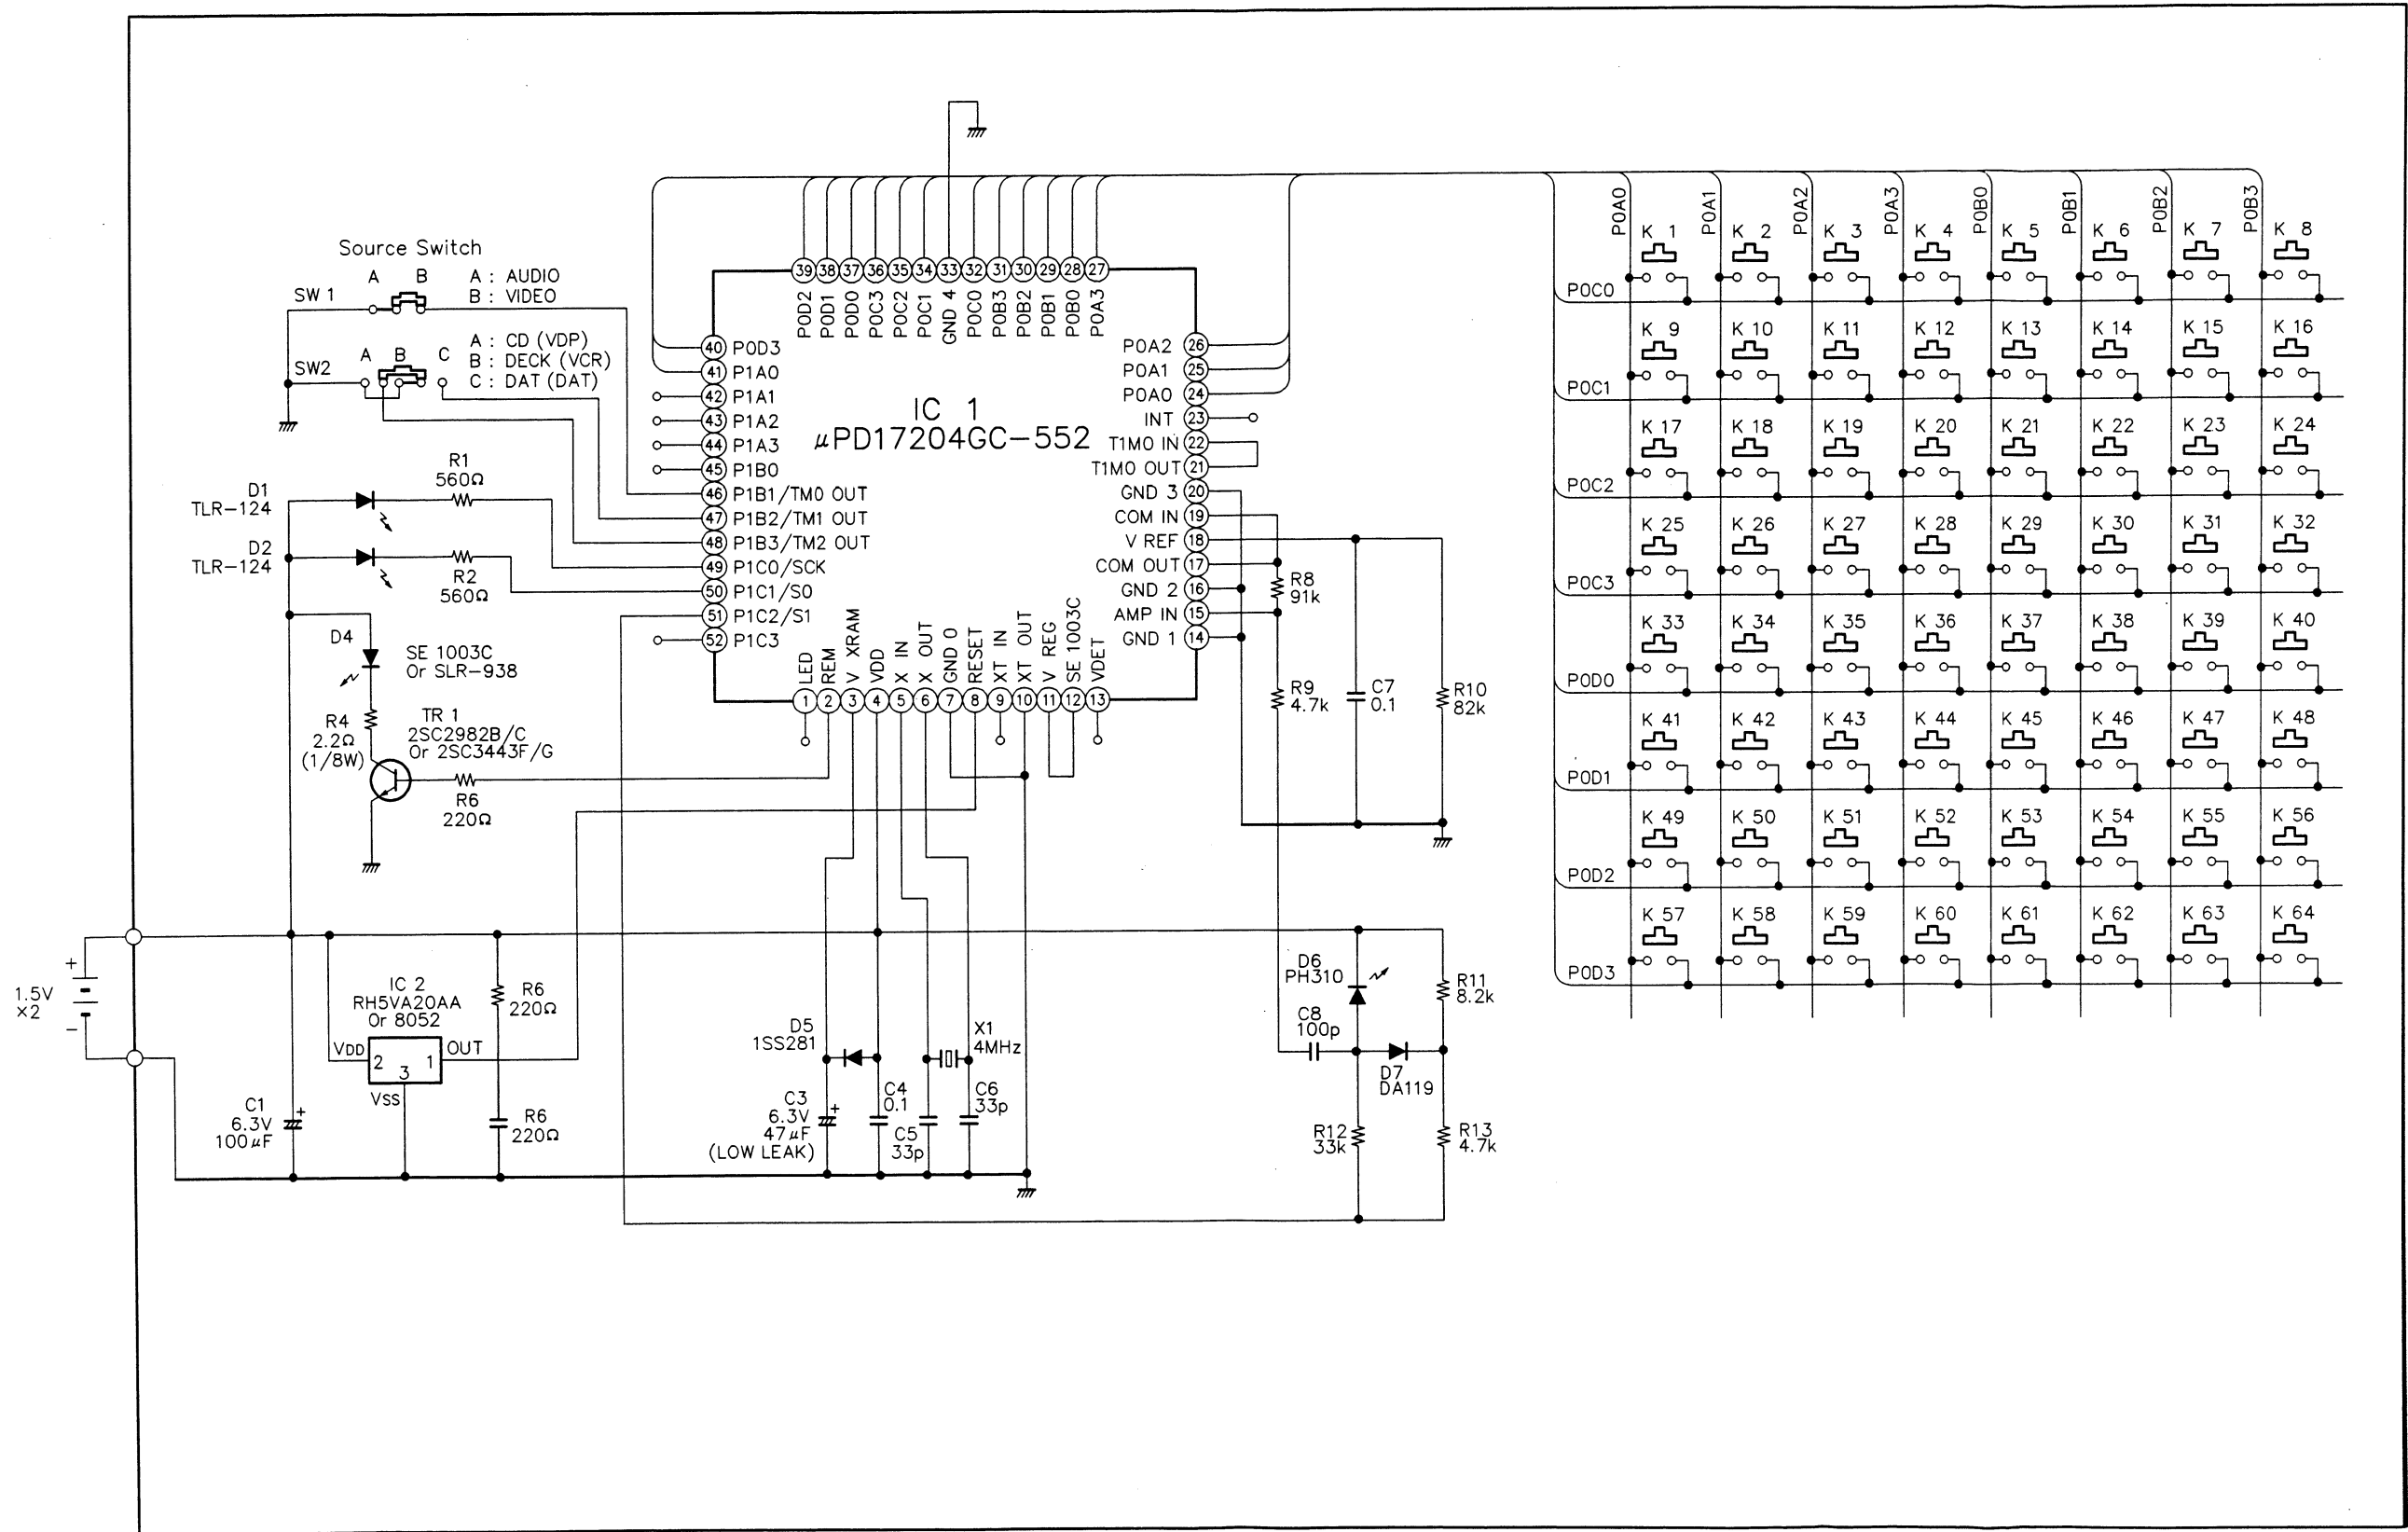 Source Switch
A B
A : AUDIO
B : VIDEO
SW 1
A : CD (VDP)
B : DECK (VCR)
C : DAT (DAT)
A B C
SW2
R1
560Ω
D1
TLR-124
D2
TLR-124
R2
560Ω
D4
SE 1003C
Or SLR-938
R4
2.2Ω
(1/8W)
TR 1
2SC2982B/C
Or 2SC3443F/G
R6
220Ω
+
1.5V
×2
−
IC 2
RH5VA20AA
Or 8052
VDD
2
3
1
OUT
VSS
R6
220Ω
R6
220Ω
C1
6.3V
100μF
+
IC 1
μPD17204GC-552
39 38 37 36 35 34 33 32 31 30 29 28 27
P0D2 P0D1 P0D0 P0C3 P0C2 P0C1 GND 4 P0C0 P0B3 P0B2 P0B1 P0B0 P0A3
40 P0D3
41 P1A0
42 P1A1
43 P1A2
44 P1A3
45 P1B0
46 P1B1/TM0 OUT
47 P1B2/TM1 OUT
48 P1B3/TM2 OUT
49 P1C0/SCK
50 P1C1/S0
51 P1C2/S1
52 P1C3
P0A2 26
P0A1 25
P0A0 24
INT 23
T1M0 IN 22
T1M0 OUT 21
GND 3 20
COM IN 19
V REF 18
COM OUT 17
GND 2 16
AMP IN 15
GND 1 14
LED REM V XRAM VDD X IN X OUT GND 0 RESET XT IN XT OUT V REG SE 1003C VDET
1 2 3 4 5 6 7 8 9 10 11 12 13
R8
91k
R9
4.7k
C7
0.1
R10
82k
D5
1SS281
C3
6.3V
47μF
(LOW LEAK)
+
C4
0.1
C5
33p
X1
4MHz
C6
33p
D6
PH310
C8
100p
D7
DA119
R11
8.2k
R12
33k
R13
4.7k
P0A0 P0A1 P0A2 P0A3 P0B0 P0B1 P0B2 P0B3
K 1 K 2 K 3 K 4 K 5 K 6 K 7 K 8
P0C0
K 9 K 10 K 11 K 12 K 13 K 14 K 15 K 16
P0C1
K 17 K 18 K 19 K 20 K 21 K 22 K 23 K 24
P0C2
K 25 K 26 K 27 K 28 K 29 K 30 K 31 K 32
P0C3
K 33 K 34 K 35 K 36 K 37 K 38 K 39 K 40
P0D0
K 41 K 42 K 43 K 44 K 45 K 46 K 47 K 48
P0D1
K 49 K 50 K 51 K 52 K 53 K 54 K 55 K 56
P0D2
K 57 K 58 K 59 K 60 K 61 K 62 K 63 K 64
P0D3